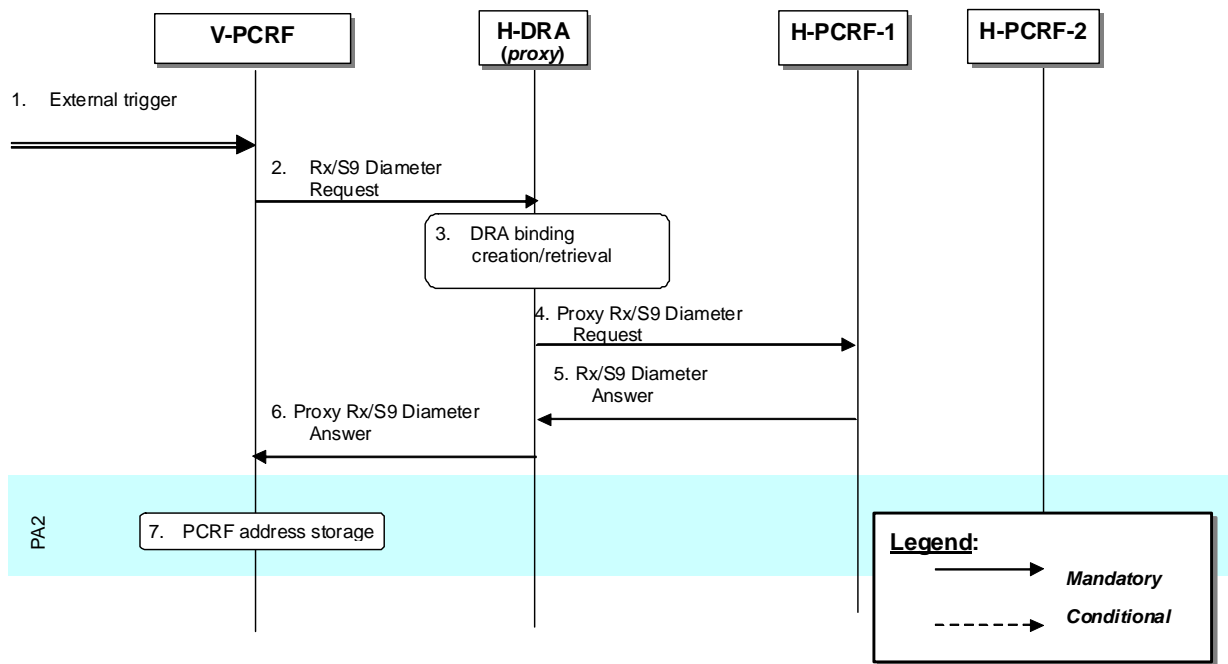 V-PCRF
H-DRA
(proxy)
H-PCRF-1
H-PCRF-2
1. External trigger
2. Rx/S9 Diameter
Request
3. DRA binding
creation/retrieval
4. Proxy Rx/S9 Diameter
Request
5. Rx/S9 Diameter
Answer
6. Proxy Rx/S9 Diameter
Answer
PA2
7. PCRF address storage
Legend:
Mandatory
Conditional